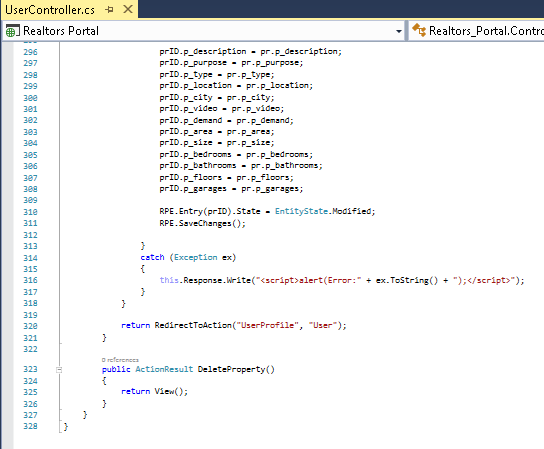 UserController.cs
Realtors Portal
Realtors_Portal.Contro
296 prID.p_description = pr.p_description;
297 prID.p_purpose = pr.p_purpose;
298 prID.p_type = pr.p_type;
299 prID.p_location = pr.p_location;
300 prID.p_city = pr.p_city;
301 prID.p_video = pr.p_video;
302 prID.p_demand = pr.p_demand;
303 prID.p_area = pr.p_area;
304 prID.p_size = pr.p_size;
305 prID.p_bedrooms = pr.p_bedrooms;
306 prID.p_bathrooms = pr.p_bathrooms;
307 prID.p_floors = pr.p_floors;
308 prID.p_garages = pr.p_garages;
309
310 RPE.Entry(prID).State = EntityState.Modified;
311 RPE.SaveChanges();
312
313 }
314 catch (Exception ex)
315 {
316 this.Response.Write("<script>alert(Error:" + ex.ToString() + ");</script>");
317 }
318 }
319
320 return RedirectToAction("UserProfile", "User");
321 }
322
0 references
323 public ActionResult DeleteProperty()
324 {
325 return View();
326 }
327 }
328 }